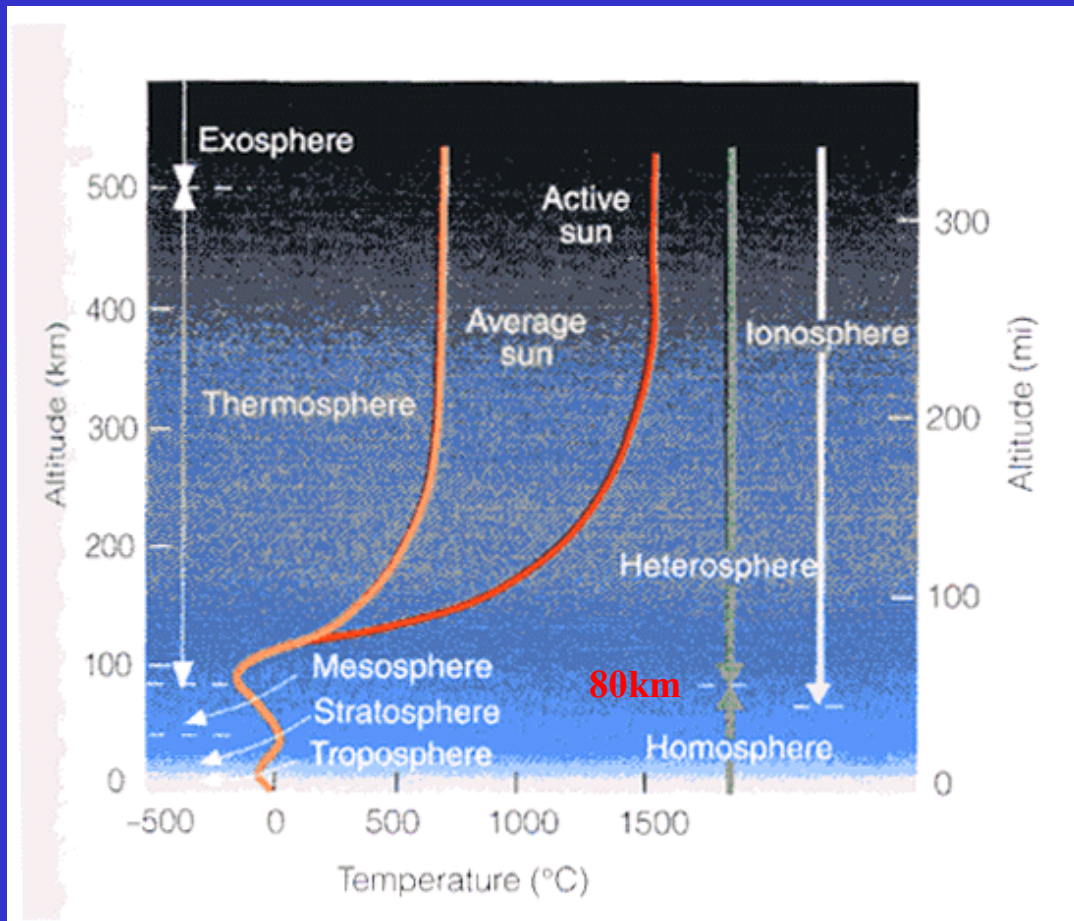 Exosphere
500
Active
sun
300
400
Average
sun
Ionosphere
Altitude (km)
Altitude (mi)
Thermosphere
300
200
200
Heterosphere
100
100
Mesosphere
80km
Stratosphere
Troposphere
Homosphere
0
0
−500
0
500
1000
1500
Temperature (°C)